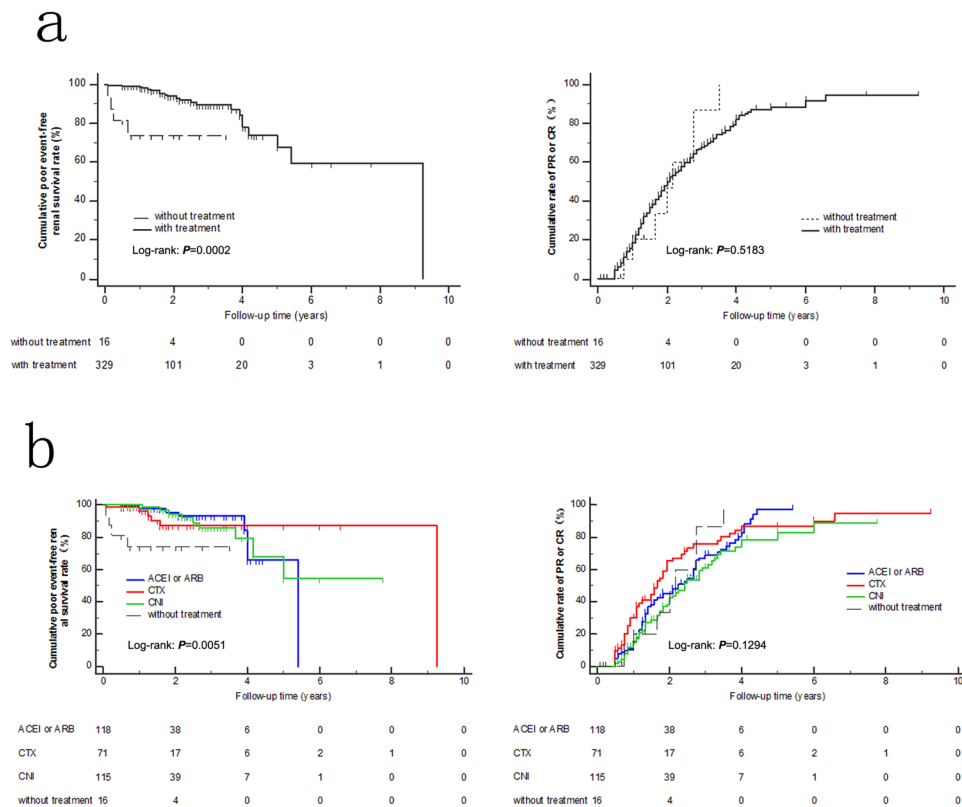 a
Cumulative poor event-free
renal survival rate (%)
100
80
60
40
20
0
without treatment
with treatment
Log-rank: P=0.0002
0 2 4 6 8 10
Follow-up time (years)
without treatment 16 4 0 0 0 0
with treatment 329 101 20 3 1 0
Cumulative rate of PR or CR (%)
100
80
60
40
20
0
without treatment
with treatment
Log-rank: P=0.5183
0 2 4 6 8 10
Follow-up time (years)
without treatment 16 4 0 0 0 0
with treatment 329 101 20 3 1 0
b
Cumulative poor event-free ren
al survival rate (%)
100
80
60
40
20
0
ACEI or ARB
CTX
CNI
without treatment
Log-rank: P=0.0051
0 2 4 6 8 10
Follow-up time (years)
ACEI or ARB 118 38 6 0 0 0
CTX 71 17 6 2 1 0
CNI 115 39 7 1 0 0
without treatment 16 4 0 0 0 0
Cumulative rate of PR or CR (%)
100
80
60
40
20
0
ACEI or ARB
CTX
CNI
without treatment
Log-rank: P=0.1294
0 2 4 6 8 10
Follow-up time (years)
ACEI or ARB 118 38 6 0 0 0
CTX 71 17 6 2 1 0
CNI 115 39 7 1 0 0
without treatment 16 4 0 0 0 0